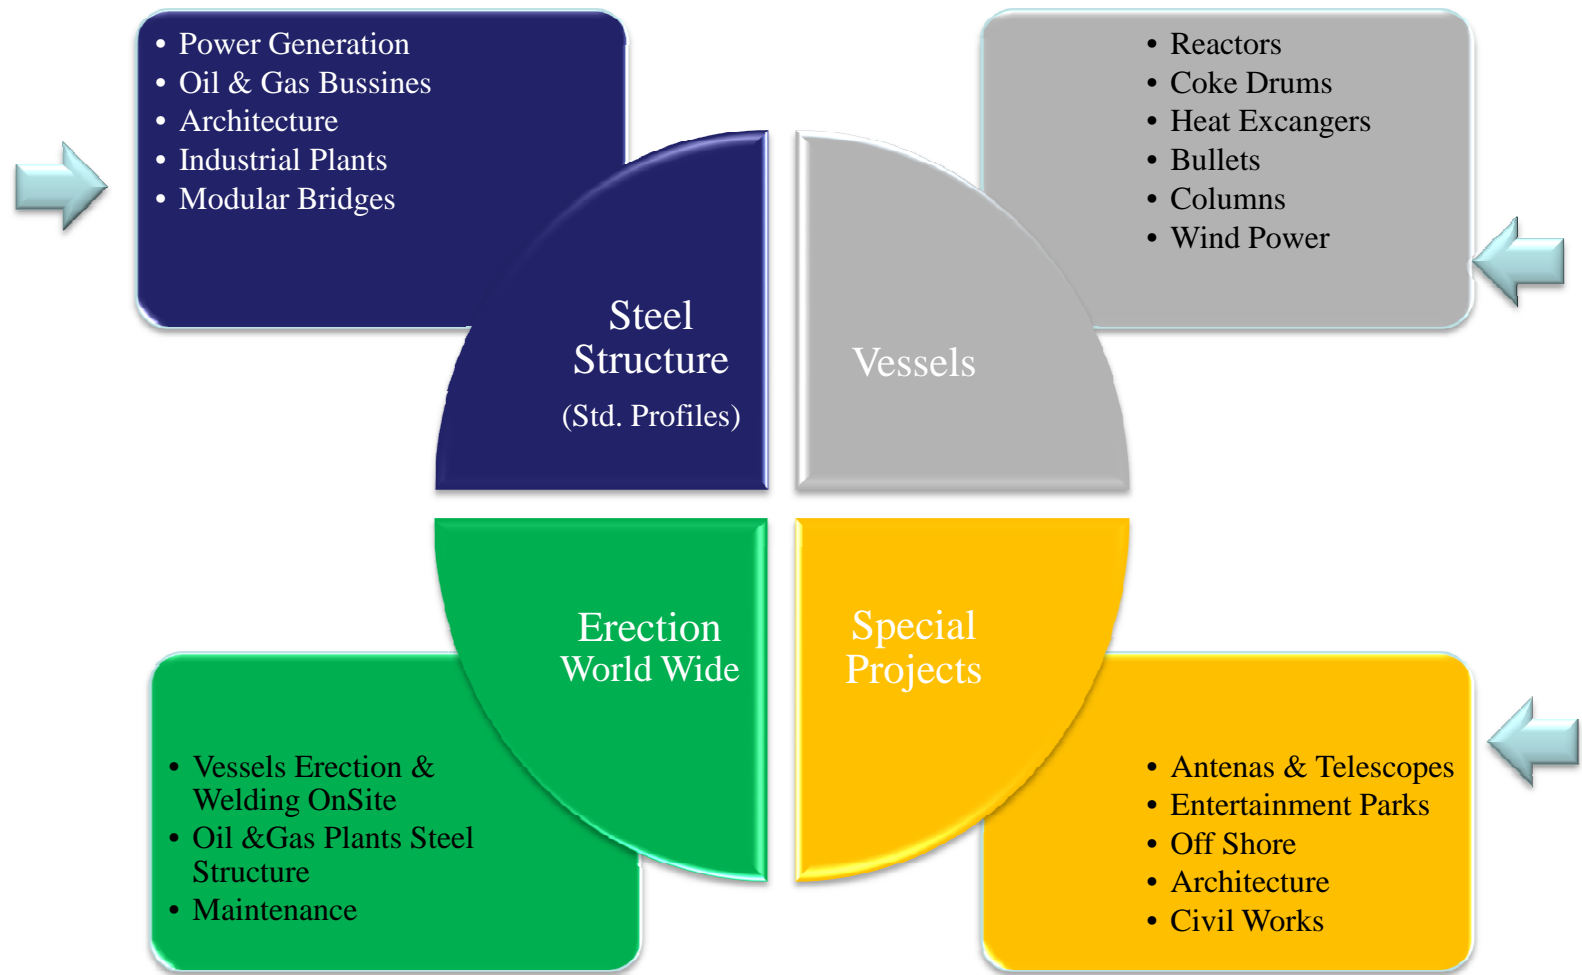 • Power Generation
• Oil & Gas Bussines
• Architecture
• Industrial Plants
• Modular Bridges
• Reactors
• Coke Drums
• Heat Excangers
• Bullets
• Columns
• Wind Power
Steel
Structure
(Std. Profiles)
Vessels
Erection
World Wide
Special
Projects
• Vessels Erection &
Welding OnSite
• Oil &Gas Plants Steel
Structure
• Maintenance
• Antenas & Telescopes
• Entertainment Parks
• Off Shore
• Architecture
• Civil Works